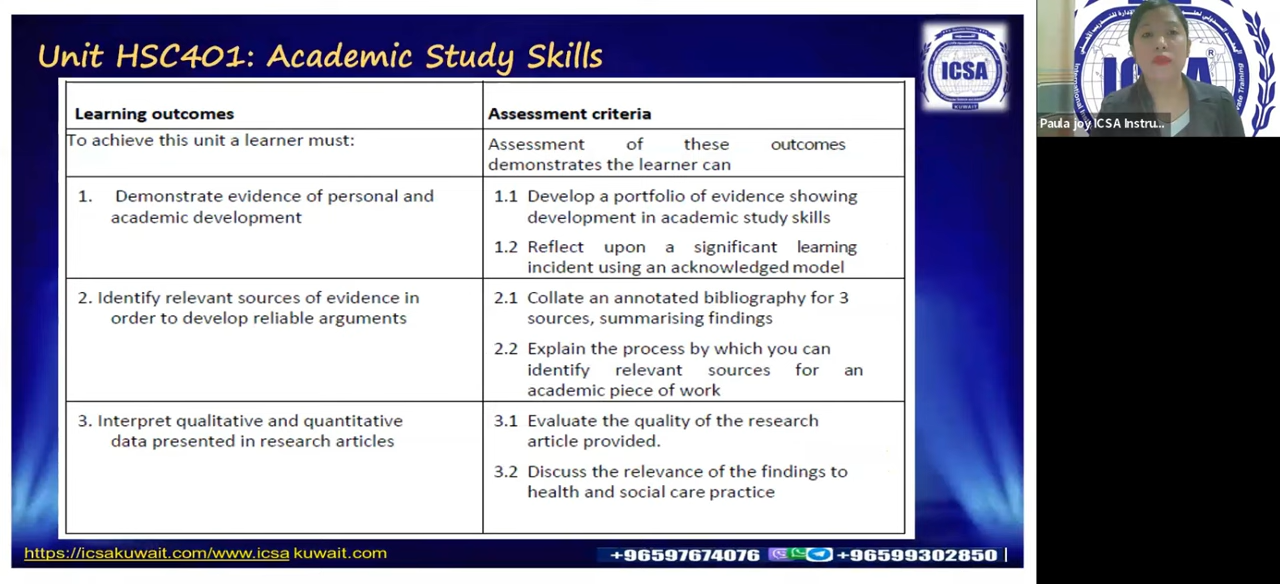 Unit HSC401: Academic Study Skills
Learning outcomes
Assessment criteria
To achieve this unit a learner must:
Assessment of these outcomes
demonstrates the learner can
1. Demonstrate evidence of personal and
academic development
1.1 Develop a portfolio of evidence showing
development in academic study skills
1.2 Reflect upon a significant learning
incident using an acknowledged model
2. Identify relevant sources of evidence in
order to develop reliable arguments
2.1 Collate an annotated bibliography for 3
sources, summarising findings
2.2 Explain the process by which you can
identify relevant sources for an
academic piece of work
3. Interpret qualitative and quantitative
data presented in research articles
3.1 Evaluate the quality of the research
article provided.
3.2 Discuss the relevance of the findings to
health and social care practice
https://icsakuwait.com/www.icsa kuwait.com
+96597674076 +96599302850 |
ICSA
KUWAIT
R
Paula joy ICSA Instru...